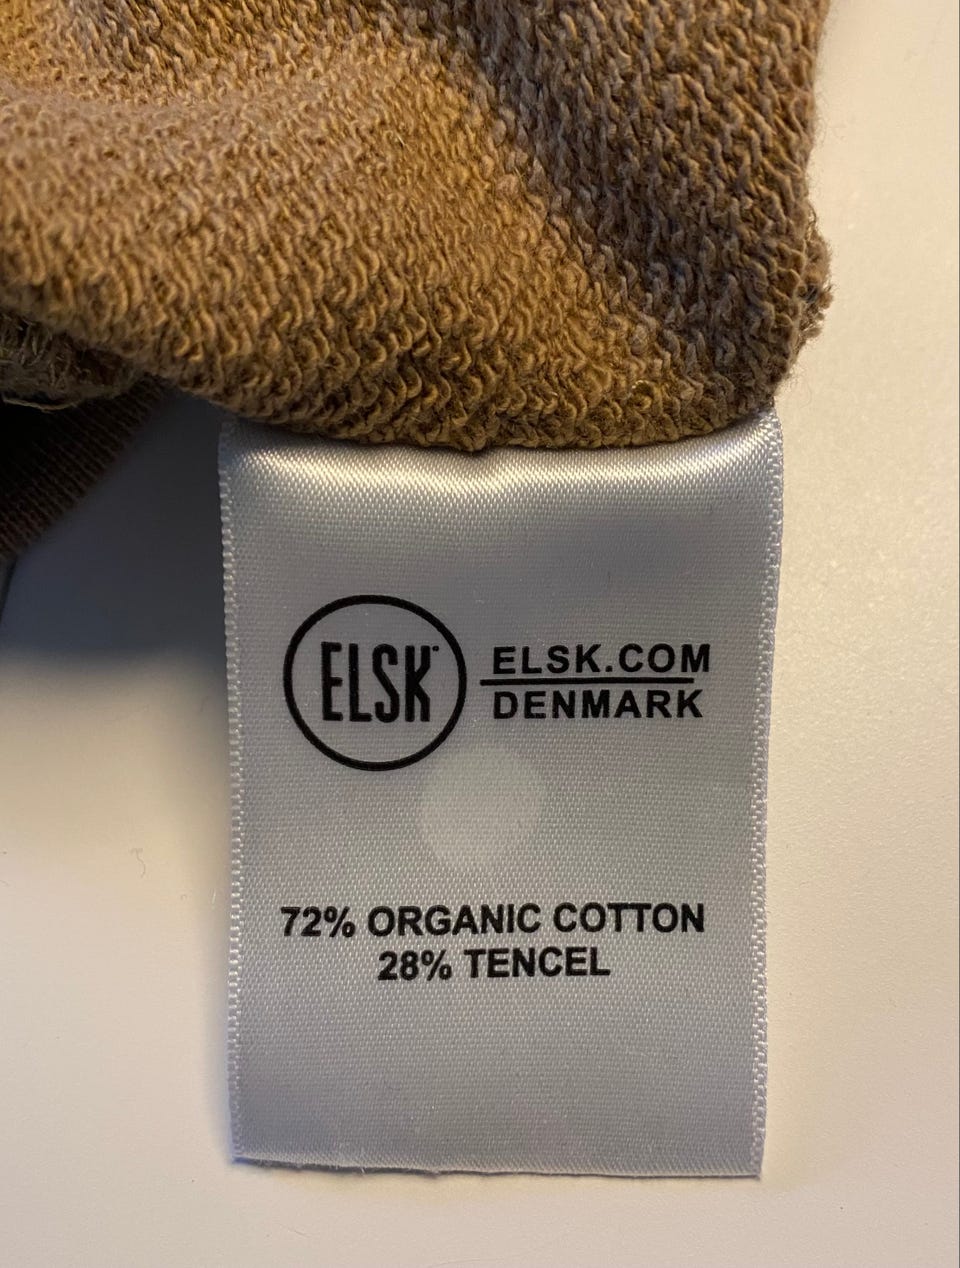 ELSK
ELSK.COM
DENMARK
72% ORGANIC COTTON
28% TENCEL